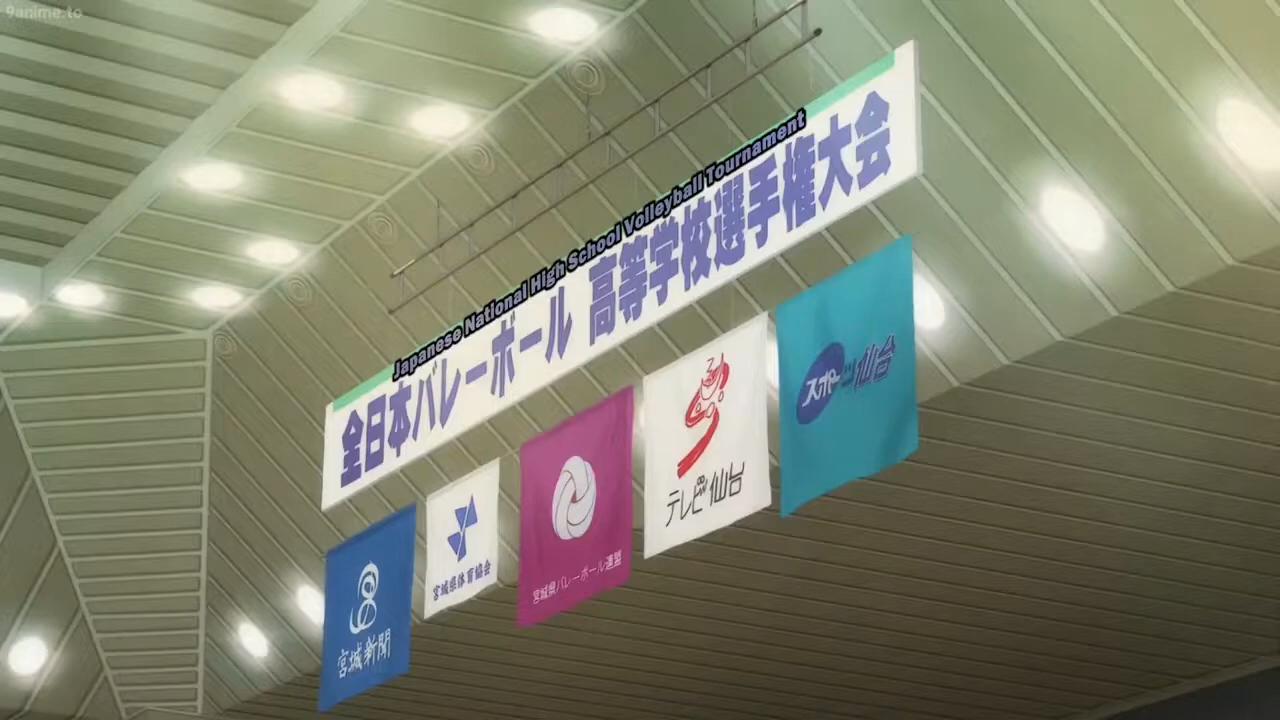 9anime.to
Japanese National High School Volleyball Tournament
全日本バレーボール 高等学校選手権大会
宮城新聞
宮城県体育協会
宮城県バレーボール連盟
テレビ仙台
スポーツ仙台